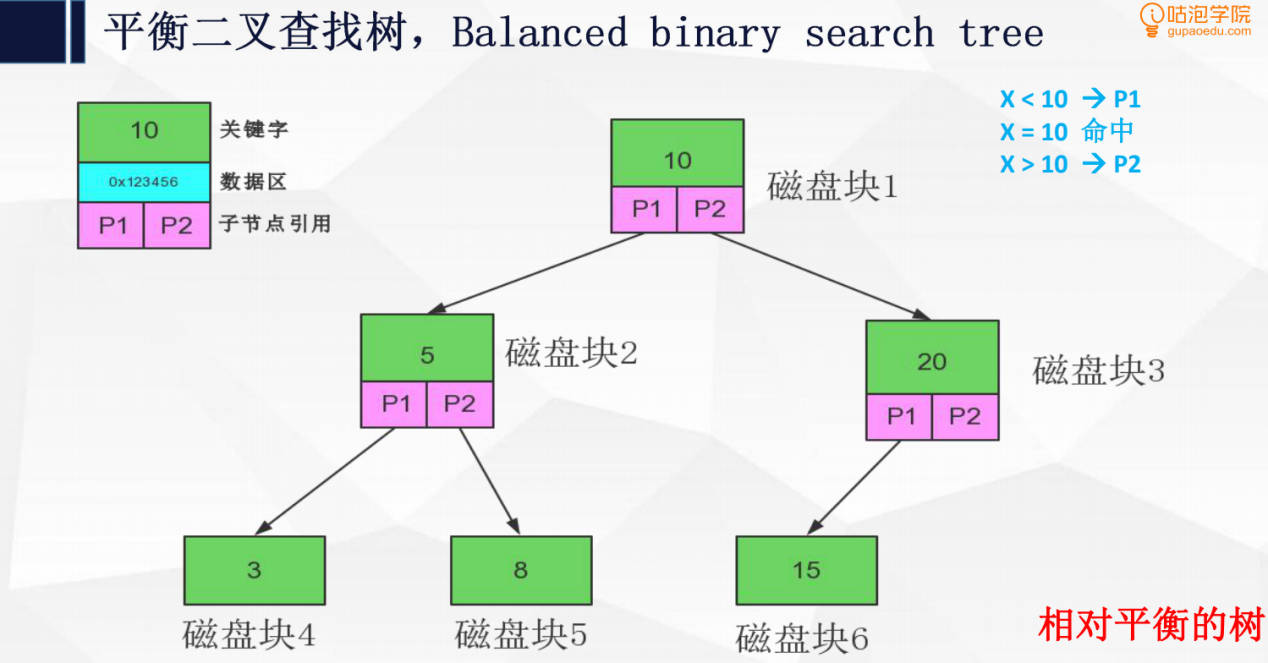 平衡二叉查找树，Balanced binary search tree
咕泡学院
gupaoedu.com
X < 10 → P1
X = 10 命中
X > 10 → P2
10 关键字
0x123456 数据区
P1 P2 子节点引用
10
P1 P2
磁盘块1
5
P1 P2
磁盘块2
20
P1 P2
磁盘块3
3
磁盘块4
8
磁盘块5
15
磁盘块6
相对平衡的树